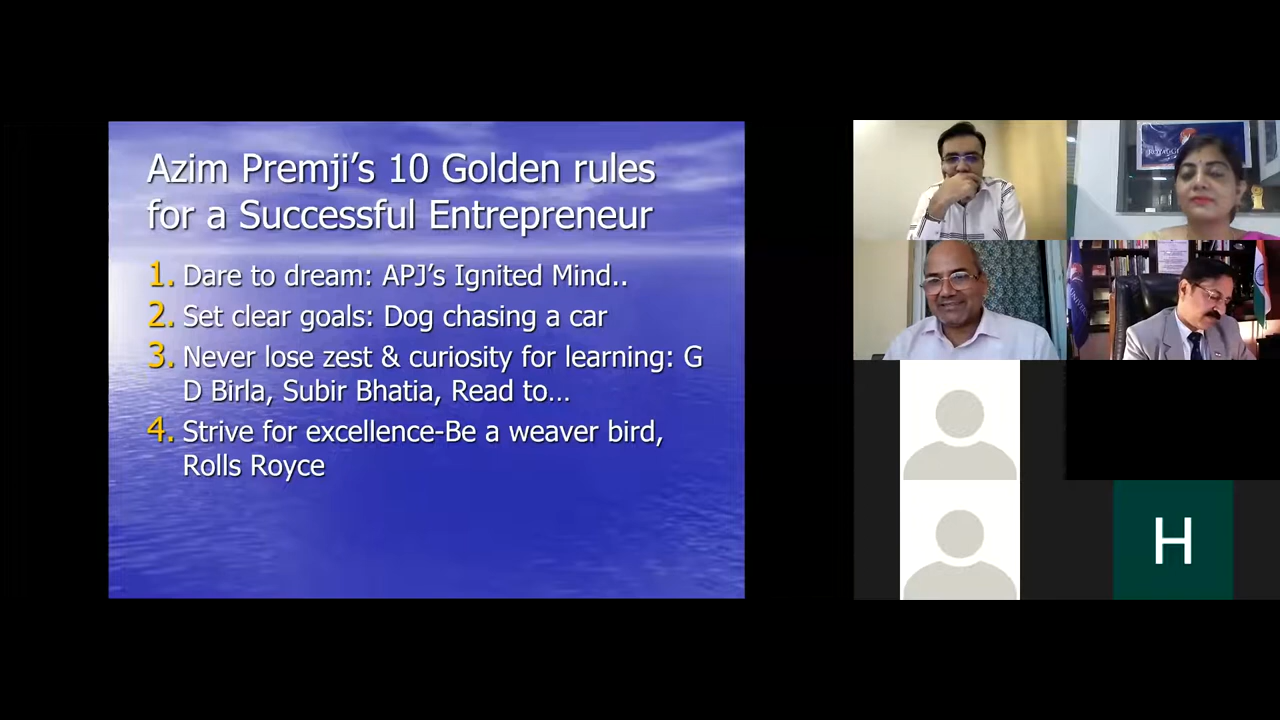 Azim Premji’s 10 Golden rules
for a Successful Entrepreneur
1. Dare to dream: APJ’s Ignited Mind..
2. Set clear goals: Dog chasing a car
3. Never lose zest & curiosity for learning: G
D Birla, Subir Bhatia, Read to…
4. Strive for excellence-Be a weaver bird,
Rolls Royce
H